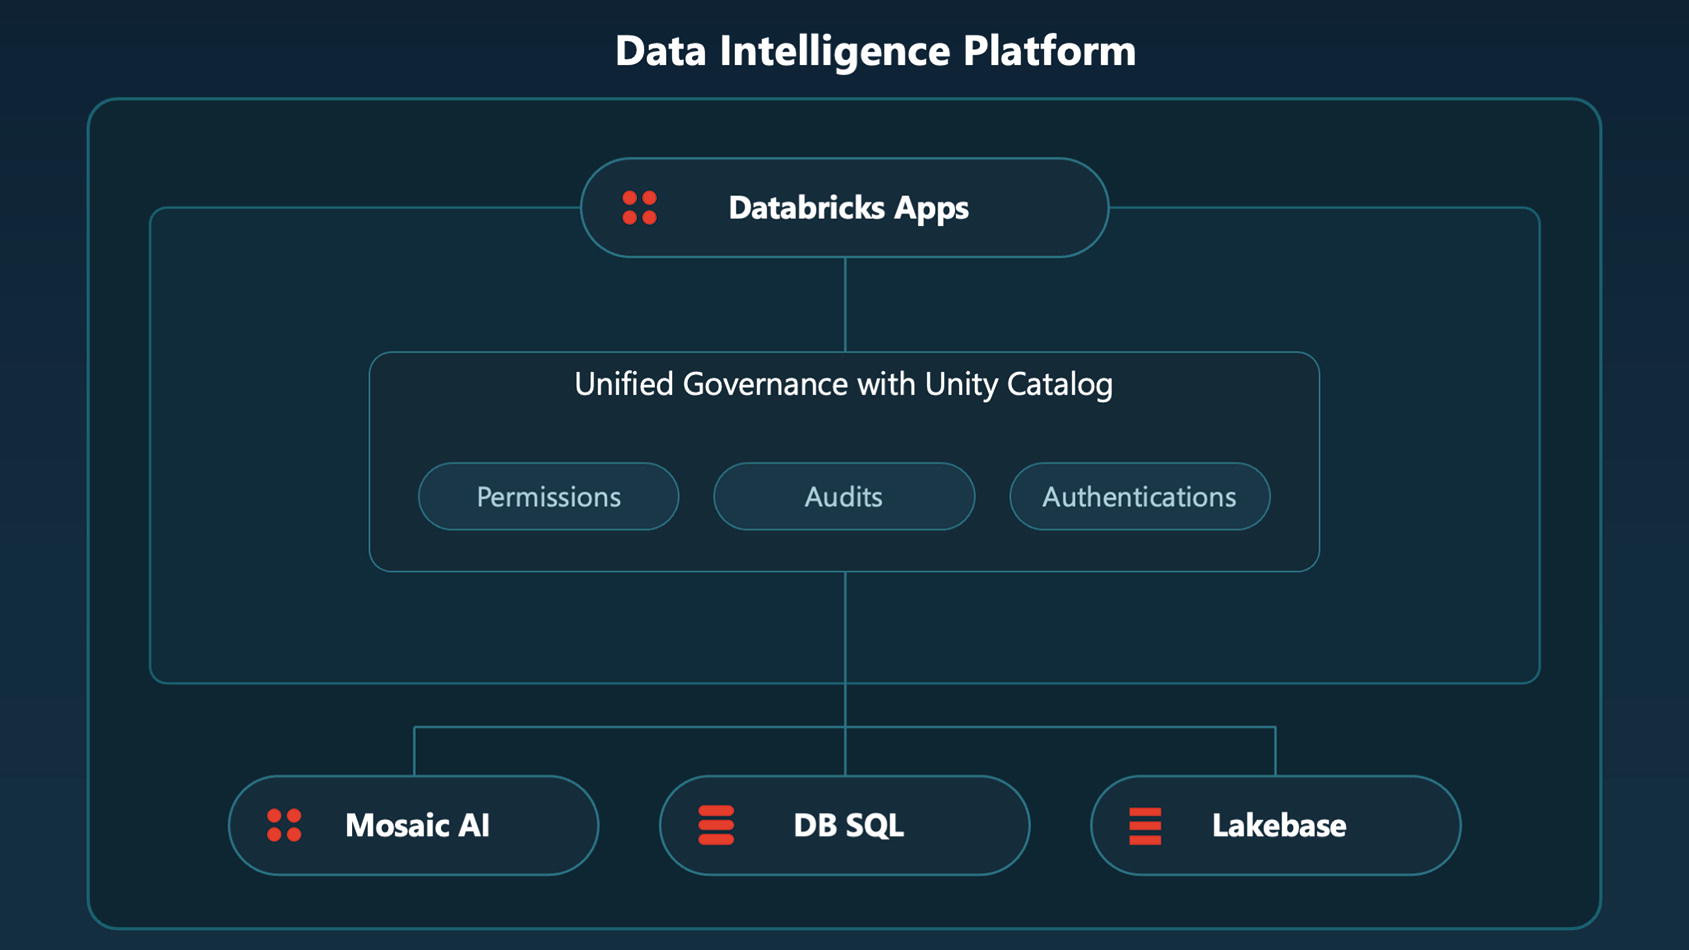 Data Intelligence Platform
Databricks Apps
Unified Governance with Unity Catalog
Permissions
Audits
Authentications
Mosaic AI
DB SQL
Lakebase